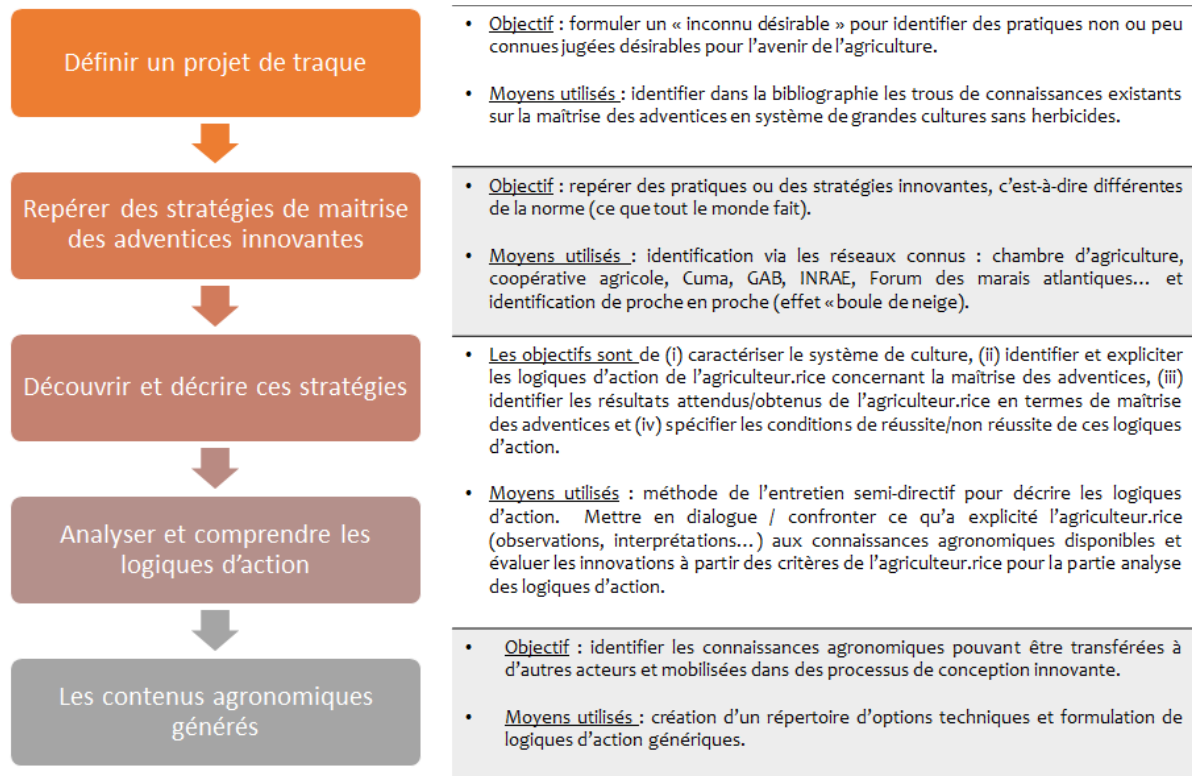 Définir un projet de traque
• Objectif : formuler un « inconnu désirable » pour identifier des pratiques non ou peu
connues jugées désirables pour l'avenir de l'agriculture.
• Moyens utilisés : identifier dans la bibliographie les trous de connaissances existants
sur la maîtrise des adventices en système de grandes cultures sans herbicides.
Repérer des stratégies de maitrise
des adventices innovantes
• Objectif : repérer des pratiques ou des stratégies innovantes, c'est-à-dire différentes
de la norme (ce que tout le monde fait).
• Moyens utilisés : identification via les réseaux connus : chambre d'agriculture,
coopérative agricole, Cuma, GAB, INRAE, Forum des marais atlantiques… et
identification de proche en proche (effet « boule de neige).
Découvrir et décrire ces stratégies
• Les objectifs sont de (i) caractériser le système de culture, (ii) identifier et expliciter
les logiques d'action de l'agriculteur.rice concernant la maîtrise des adventices, (iii)
identifier les résultats attendus/obtenus de l'agriculteur.rice en termes de maîtrise
des adventices et (iv) spécifier les conditions de réussite/non réussite de ces logiques
d'action.
Analyser et comprendre les
logiques d'action
• Moyens utilisés : méthode de l'entretien semi-directif pour décrire les logiques
d'action. Mettre en dialogue / confronter ce qu'a explicité l'agriculteur.rice
(observations, interprétations…) aux connaissances agronomiques disponibles et
évaluer les innovations à partir des critères de l'agriculteur.rice pour la partie analyse
des logiques d'action.
Les contenus agronomiques
générés
• Objectif : identifier les connaissances agronomiques pouvant être transférées à
d'autres acteurs et mobilisées dans des processus de conception innovante.
• Moyens utilisés : création d'un répertoire d'options techniques et formulation de
logiques d'action génériques.